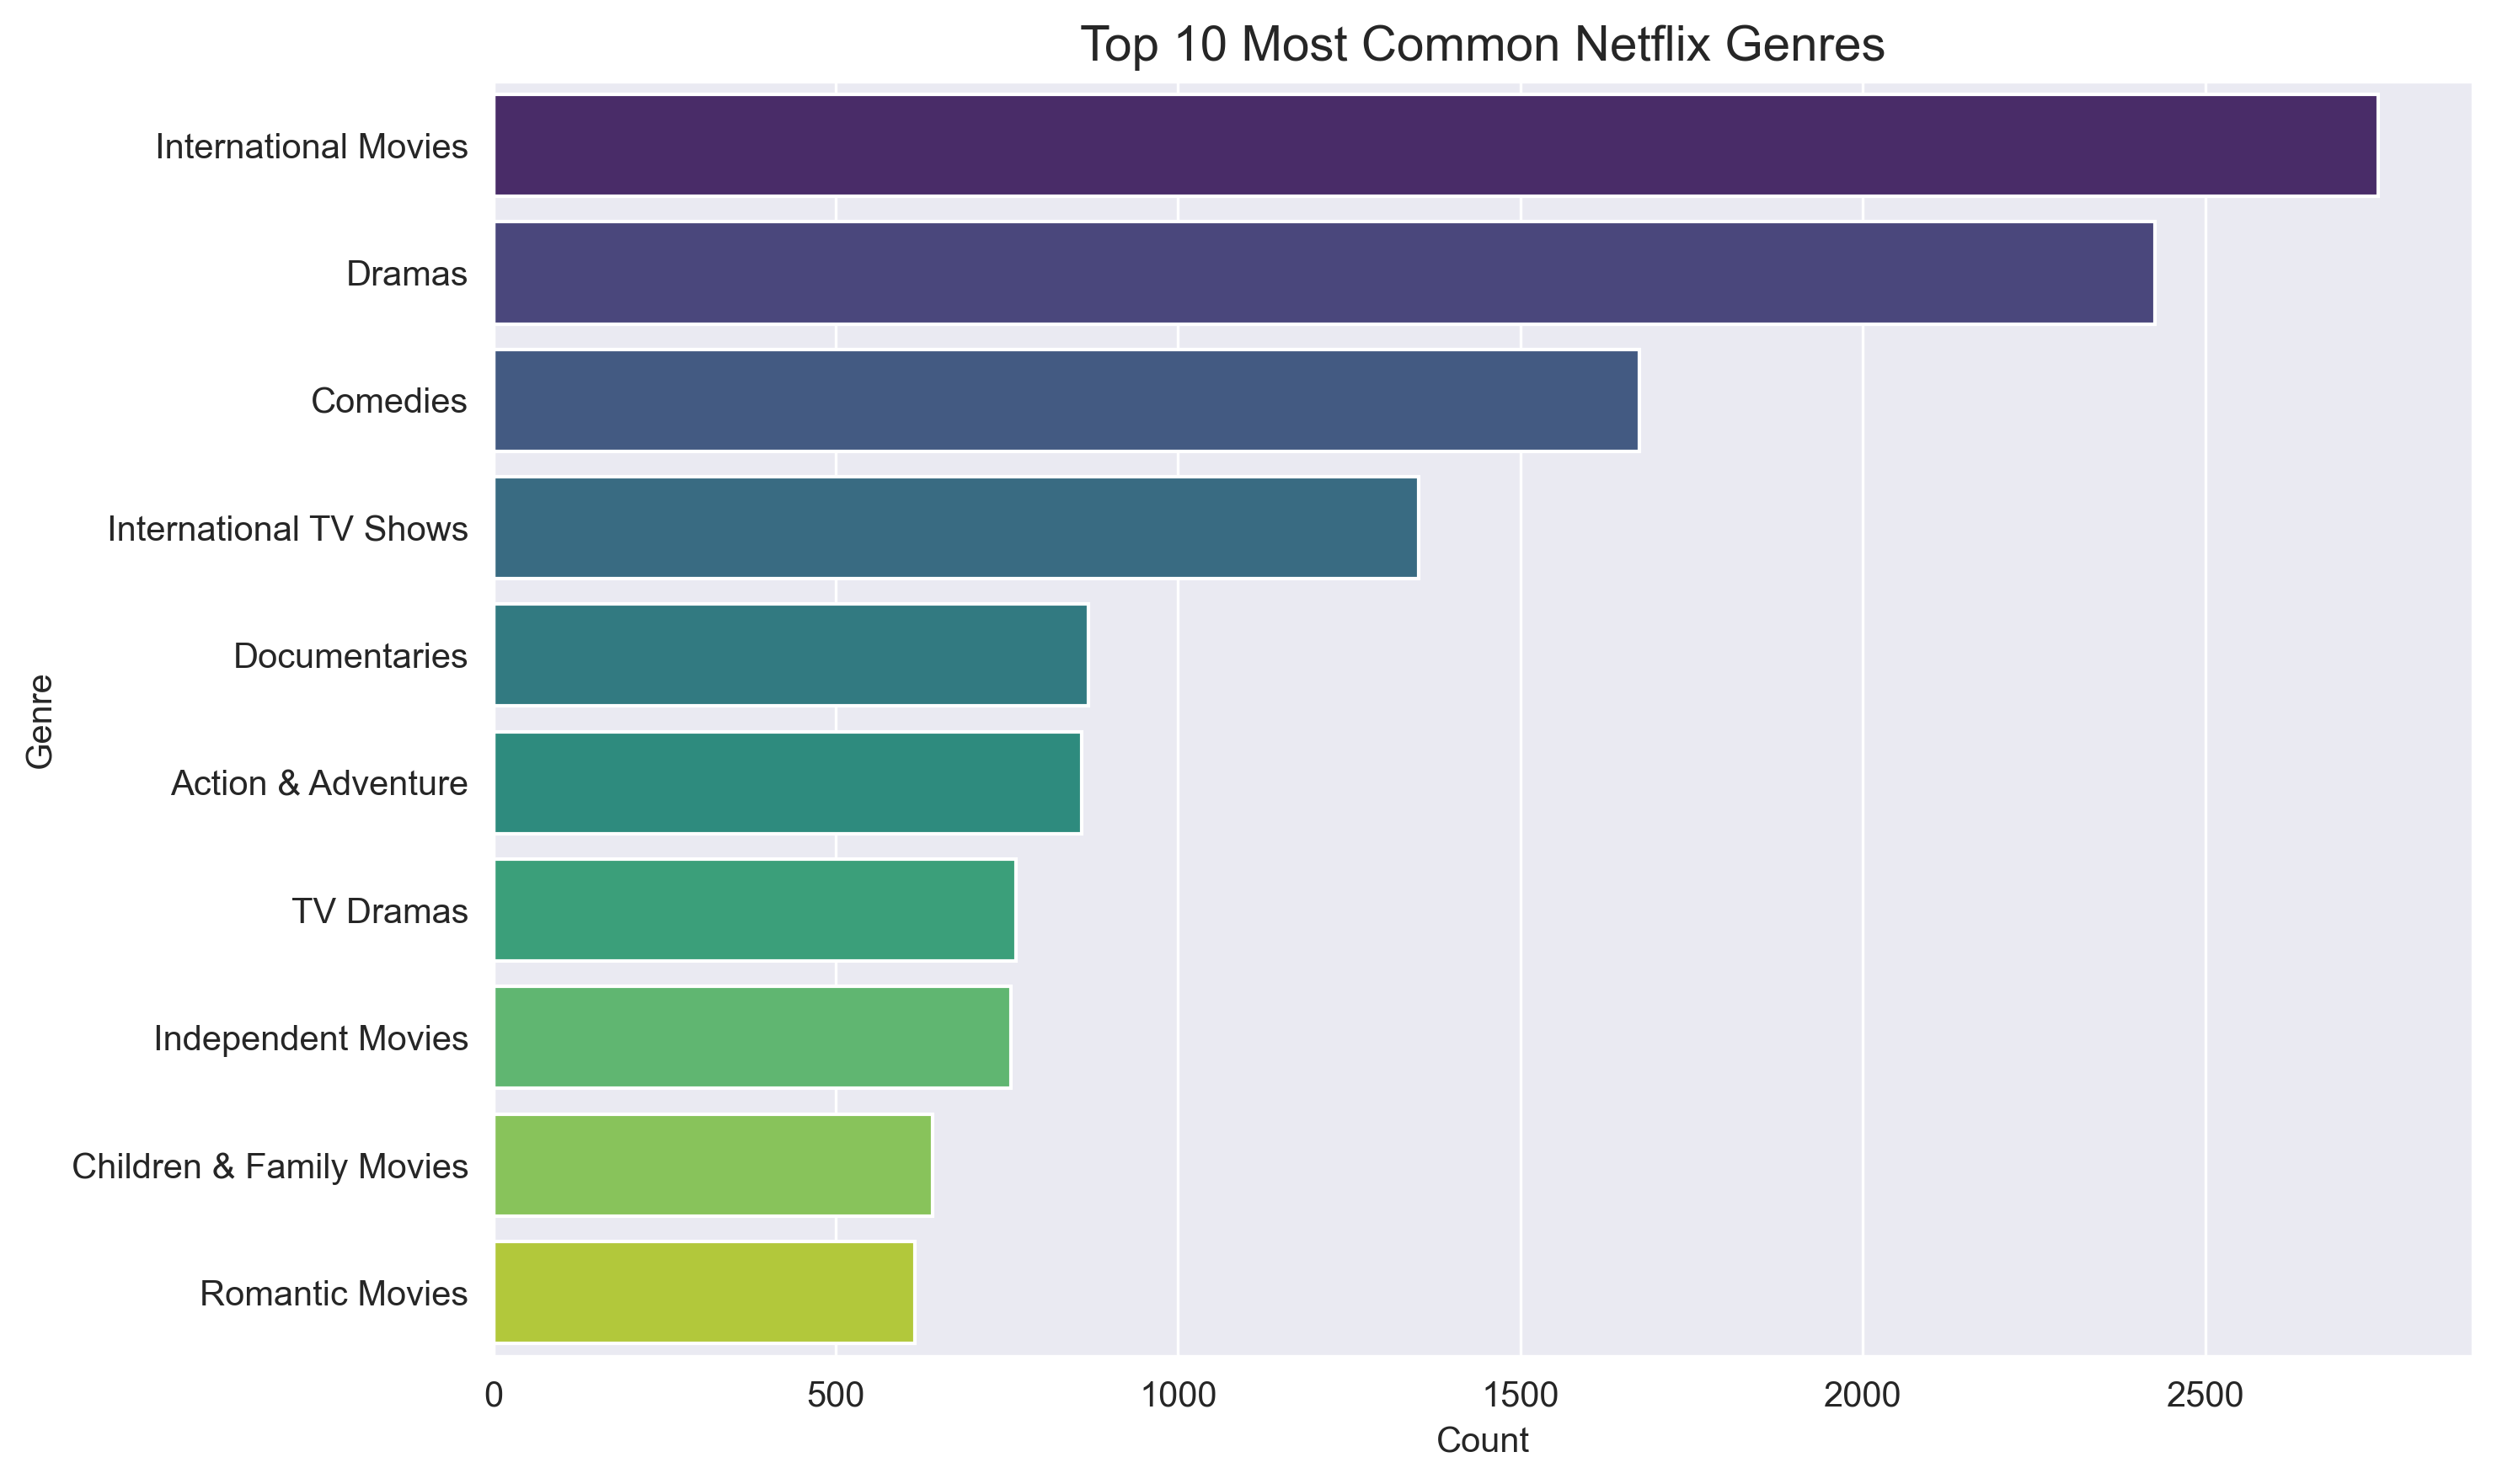 Top 10 Most Common Netflix Genres
International Movies
Dramas
Comedies
International TV Shows
Documentaries
Action & Adventure
TV Dramas
Independent Movies
Children & Family Movies
Romantic Movies
Genre
0 500 1000 1500 2000 2500
Count